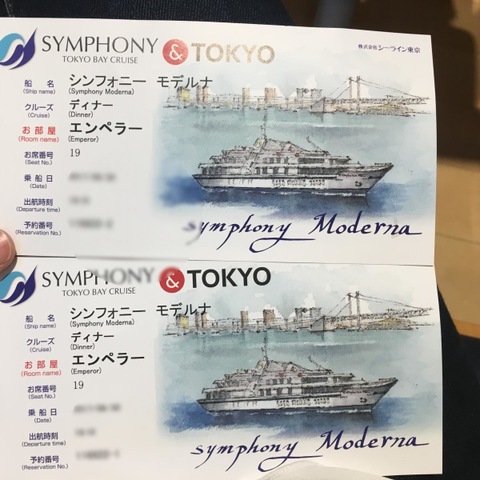 SYMPHONY & TOKYO
TOKYO BAY CRUISE
株式会社 シーライン東京
船 名 シンフォニー モデルナ
(Ship name) (Symphony Moderna)
クルーズ ディナー
(Cruise) (Dinner)
お部屋 エンペラー
(Room name) (Emperor)
お席番号 19
(Seat No.)
乗船日
(Date)
出航時刻
(Departure time)
予約番号
(Reservation No.)
symphony Moderna
SYMPHONY & TOKYO
TOKYO BAY CRUISE
船 名 シンフォニー モデルナ
(Ship name) (Symphony Moderna)
クルーズ ディナー
(Cruise) (Dinner)
お部屋 エンペラー
(Room name) (Emperor)
お席番号 19
(Seat No.)
乗船日
(Date)
出航時刻
(Departure time)
予約番号
(Reservation No.)
symphony Moderna